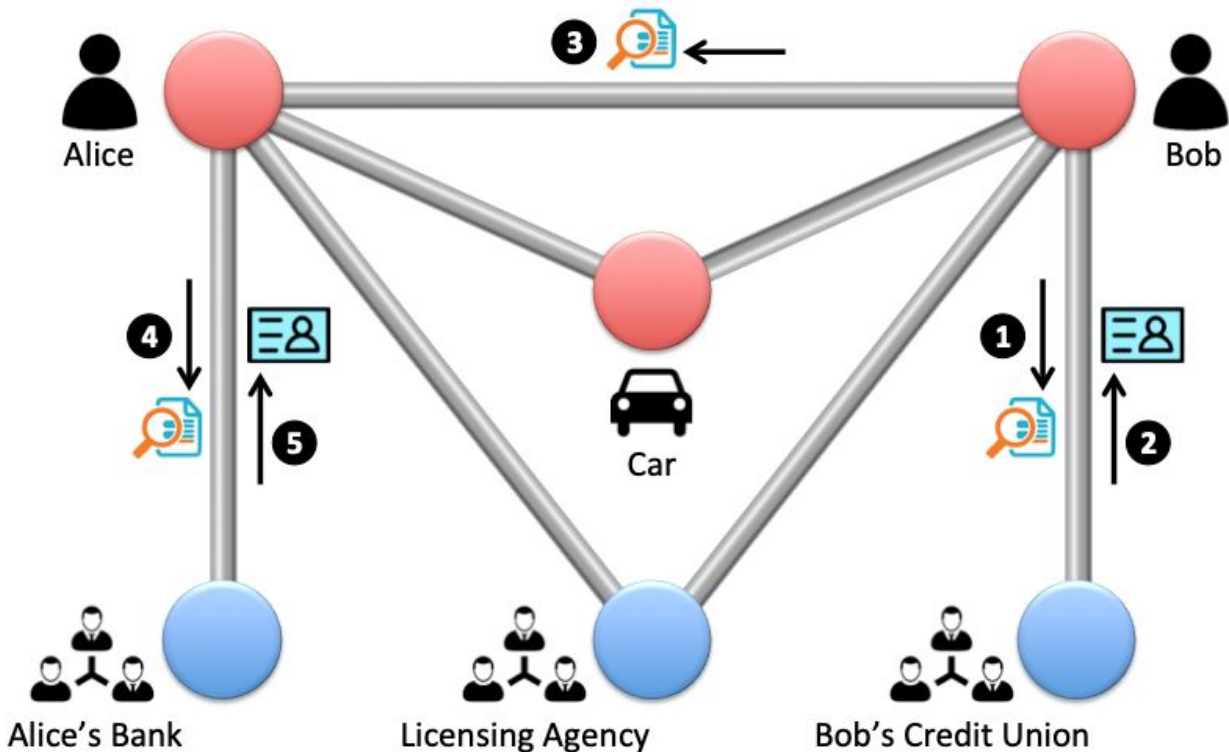 3
Alice
Bob
4
1
5
2
Car
Alice’s Bank
Licensing Agency
Bob’s Credit Union